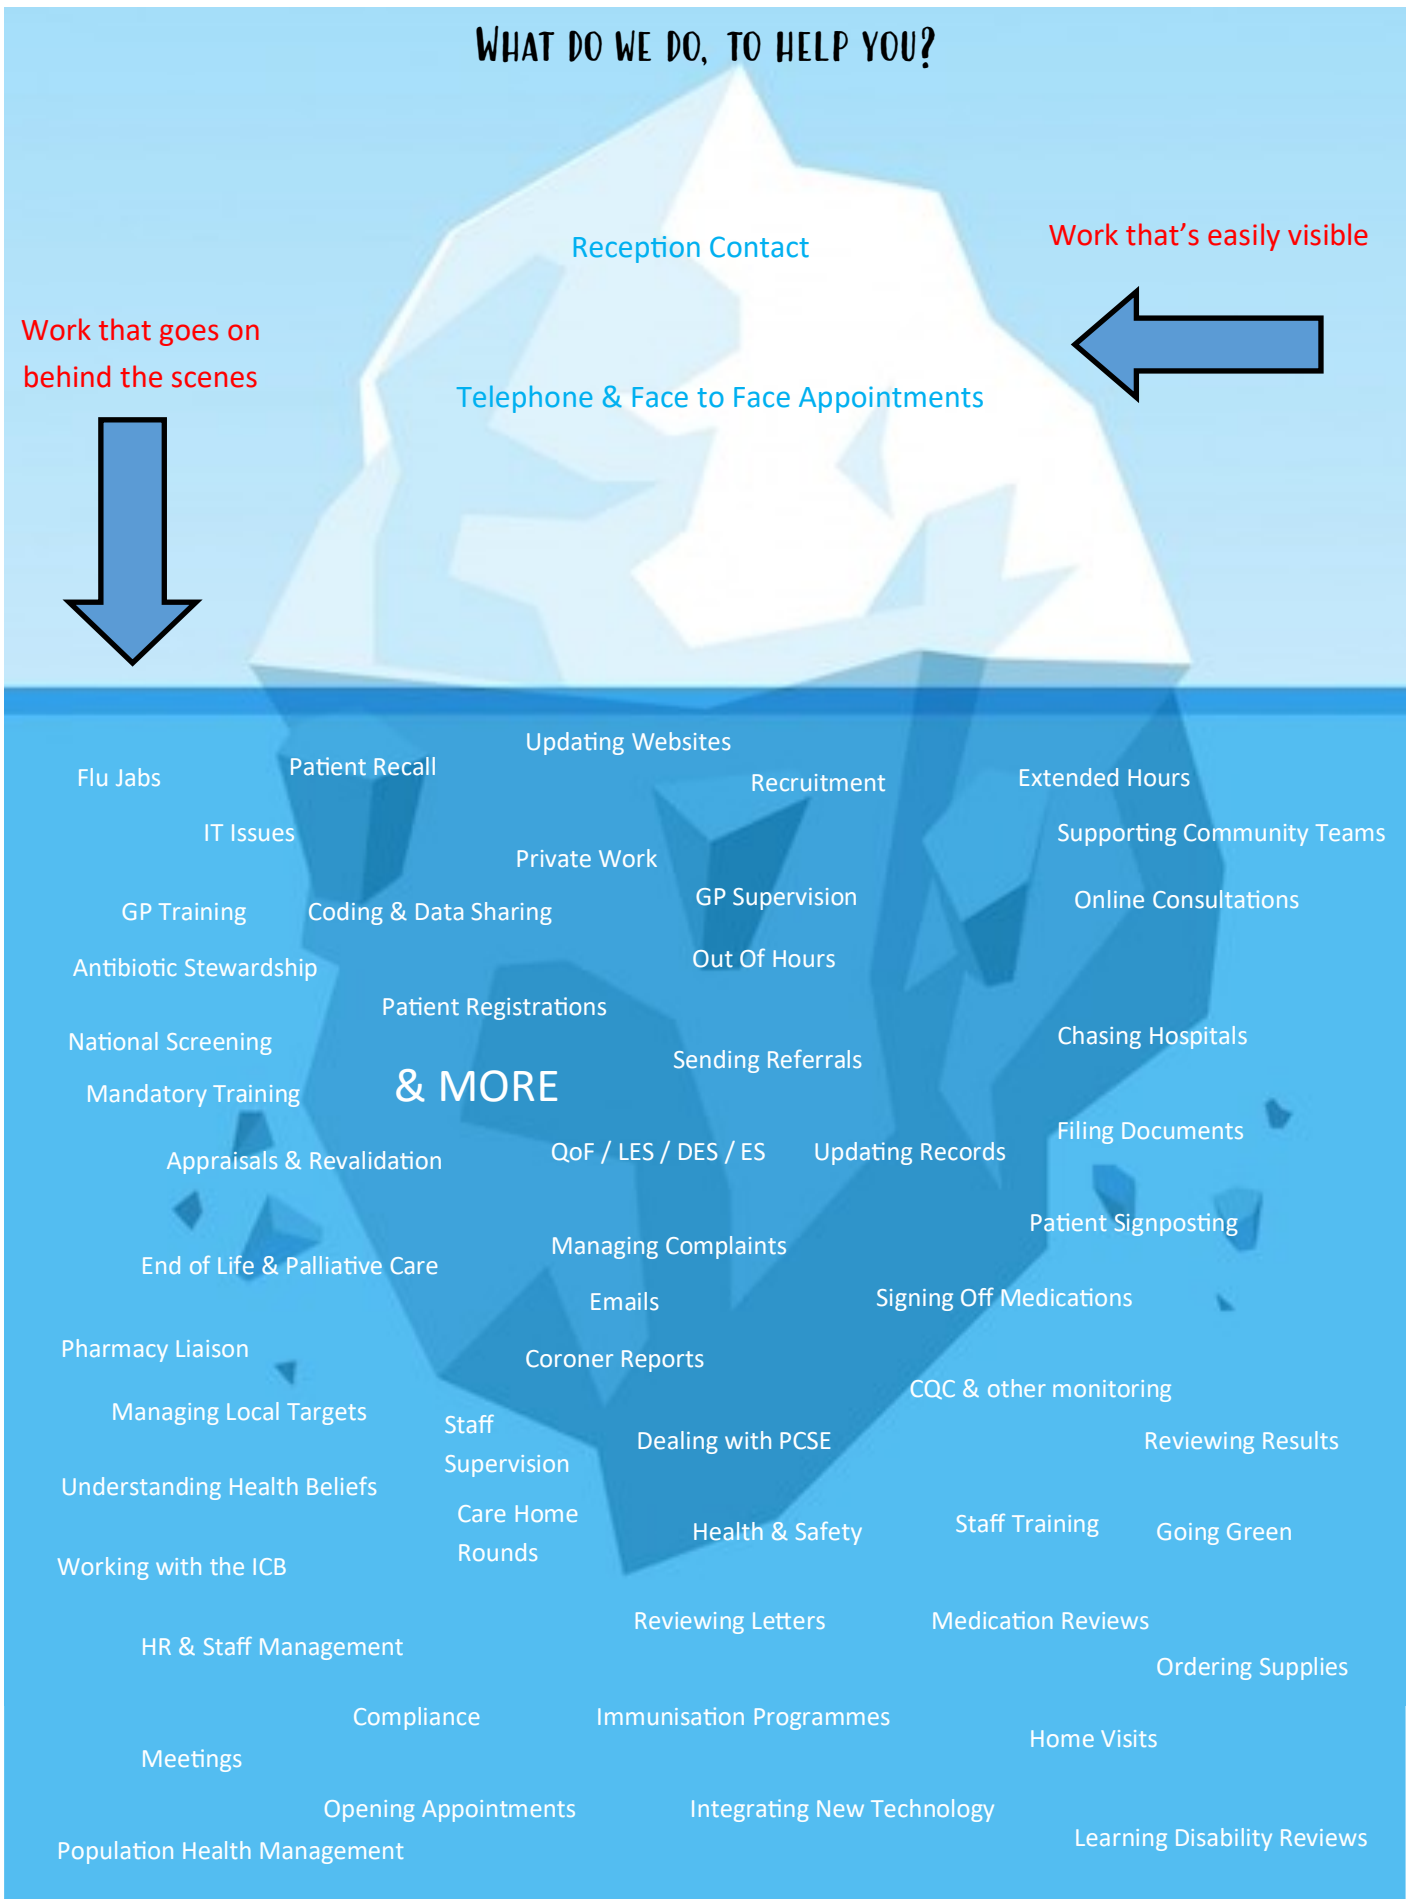 WHAT DO WE DO, TO HELP YOU?
Work that's easily visible
Reception Contact
Work that goes on
behind the scenes
Telephone & Face to Face Appointments
Updating Websites
Flu Jabs
Patient Recall
Recruitment
Extended Hours
IT Issues
Supporting Community Teams
Private Work
GP Supervision
Online Consultations
GP Training
Coding & Data Sharing
Out Of Hours
Antibiotic Stewardship
Patient Registrations
National Screening
Chasing Hospitals
Sending Referrals
Mandatory Training
& MORE
Filing Documents
Appraisals & Revalidation
QoF / LES / DES / ES
Updating Records
Patient Signposting
Managing Complaints
End of Life & Palliative Care
Emails
Signing Off Medications
Pharmacy Liaison
Coroner Reports
CQC & other monitoring
Managing Local Targets
Staff
Supervision
Dealing with PCSE
Reviewing Results
Understanding Health Beliefs
Care Home
Rounds
Health & Safety
Staff Training
Going Green
Working with the ICB
Reviewing Letters
Medication Reviews
HR & Staff Management
Ordering Supplies
Compliance
Immunisation Programmes
Home Visits
Meetings
Opening Appointments
Integrating New Technology
Learning Disability Reviews
Population Health Management